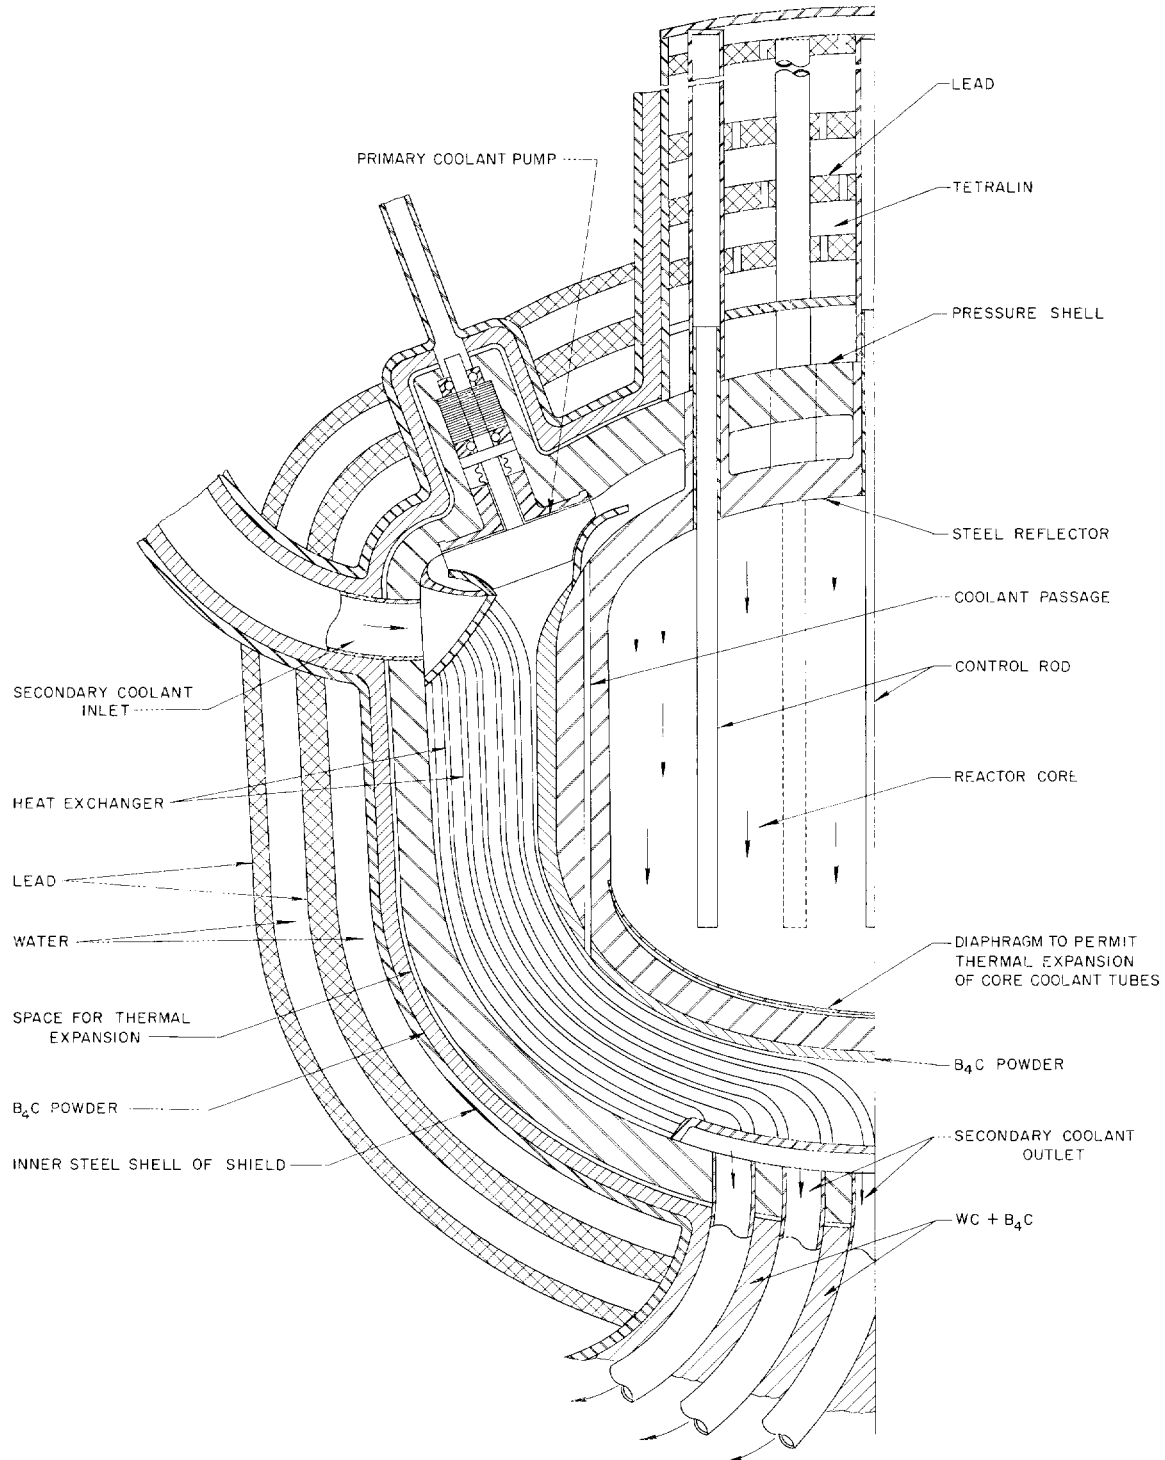 PRIMARY COOLANT PUMP
LEAD
TETRALIN
PRESSURE SHELL
STEEL REFLECTOR
COOLANT PASSAGE
CONTROL ROD
REACTOR CORE
DIAPHRAGM TO PERMIT
THERMAL EXPANSION
OF CORE COOLANT TUBES
B₄C POWDER
SECONDARY COOLANT
OUTLET
WC + B₄C
SECONDARY COOLANT
INLET
HEAT EXCHANGER
LEAD
WATER
SPACE FOR THERMAL
EXPANSION
B₄C POWDER
INNER STEEL SHELL OF SHIELD